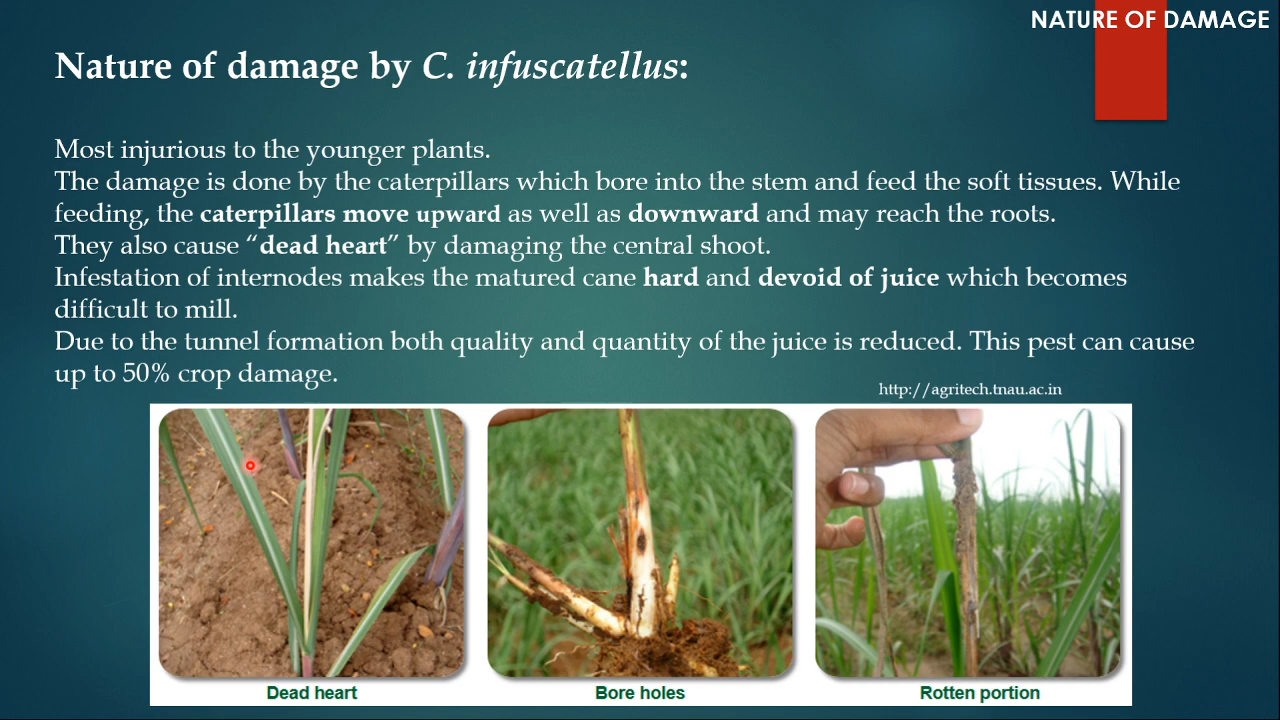 NATURE OF DAMAGE
Nature of damage by C. infuscatellus:
Most injurious to the younger plants.
The damage is done by the caterpillars which bore into the stem and feed the soft tissues. While
feeding, the caterpillars move upward as well as downward and may reach the roots.
They also cause “dead heart” by damaging the central shoot.
Infestation of internodes makes the matured cane hard and devoid of juice which becomes
difficult to mill.
Due to the tunnel formation both quality and quantity of the juice is reduced. This pest can cause
up to 50% crop damage.
http://agritech.tnau.ac.in
Dead heart
Bore holes
Rotten portion